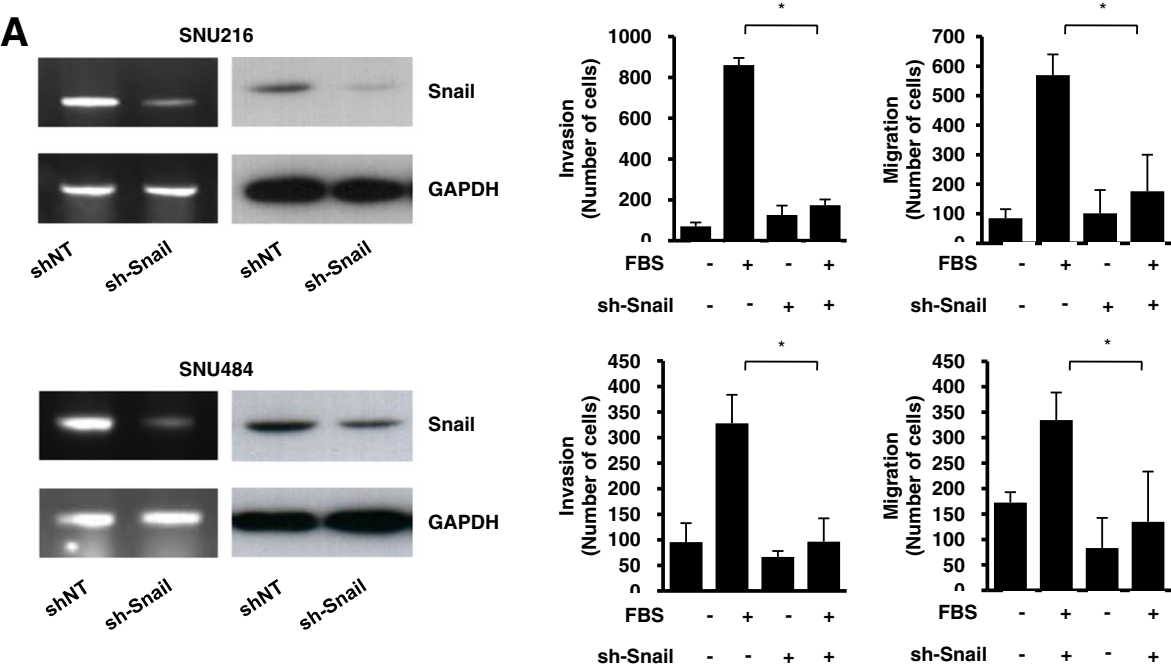 A
SNU216
Snail
GAPDH
shNT sh-Snail shNT sh-Snail
*
Invasion
(Number of cells)
1000
800
600
400
200
0
FBS - + - +
sh-Snail - - + +
*
Migration
(Number of cells)
700
600
500
400
300
200
100
0
FBS - + - +
sh-Snail - - + +
SNU484
Snail
GAPDH
shNT sh-Snail shNT sh-Snail
*
Invasion
(Number of cells)
450
400
350
300
250
200
150
100
50
0
FBS - + - +
sh-Snail - - + +
*
Migration
(Number of cells)
450
400
350
300
250
200
150
100
50
0
FBS - + - +
sh-Snail - + - +